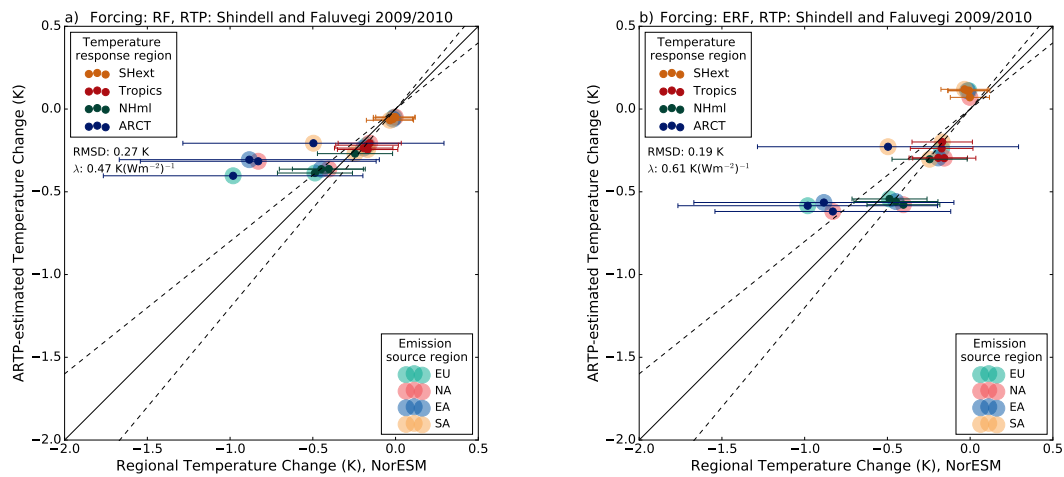 a) Forcing: RF, RTP: Shindell and Faluvegi 2009/2010
Temperature
response region
SHext
Tropics
NHml
ARCT
RMSD: 0.27 K
λ: 0.47 K(Wm⁻²)⁻¹
0.5
0.0
−0.5
−1.0
−1.5
−2.0
ARTP-estimated Temperature Change (K)
Emission
source region
EU
NA
EA
SA
−2.0 −1.5 −1.0 −0.5 0.0 0.5
Regional Temperature Change (K), NorESM
b) Forcing: ERF, RTP: Shindell and Faluvegi 2009/2010
Temperature
response region
SHext
Tropics
NHml
ARCT
RMSD: 0.19 K
λ: 0.61 K(Wm⁻²)⁻¹
0.5
0.0
−0.5
−1.0
−1.5
−2.0
ARTP-estimated Temperature Change (K)
Emission
source region
EU
NA
EA
SA
−2.0 −1.5 −1.0 −0.5 0.0 0.5
Regional Temperature Change (K), NorESM